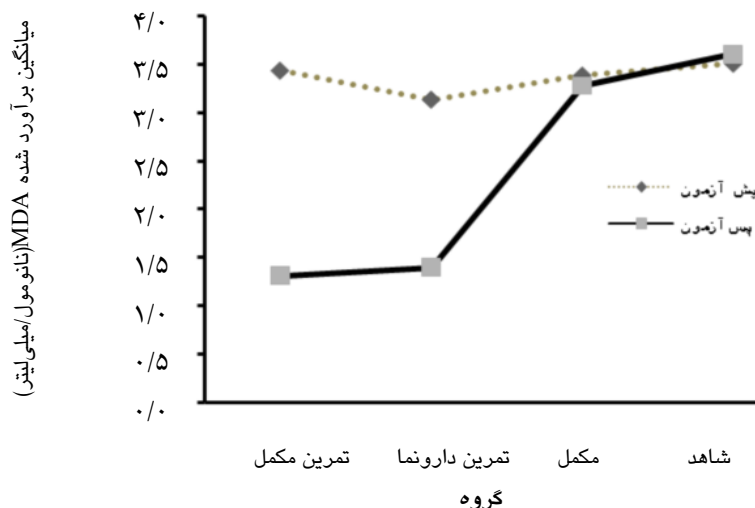 میانگین برآورد شده MDA(نانومول/میلی‌لیتر)
۴/۰
۳/۵
۳/۰
۲/۵
۲/۰
۱/۵
۱/۰
۰/۵
۰/۰
پیش آزمون
پس آزمون
تمرین مکمل
تمرین دارونما
مکمل
شاهد
گروه